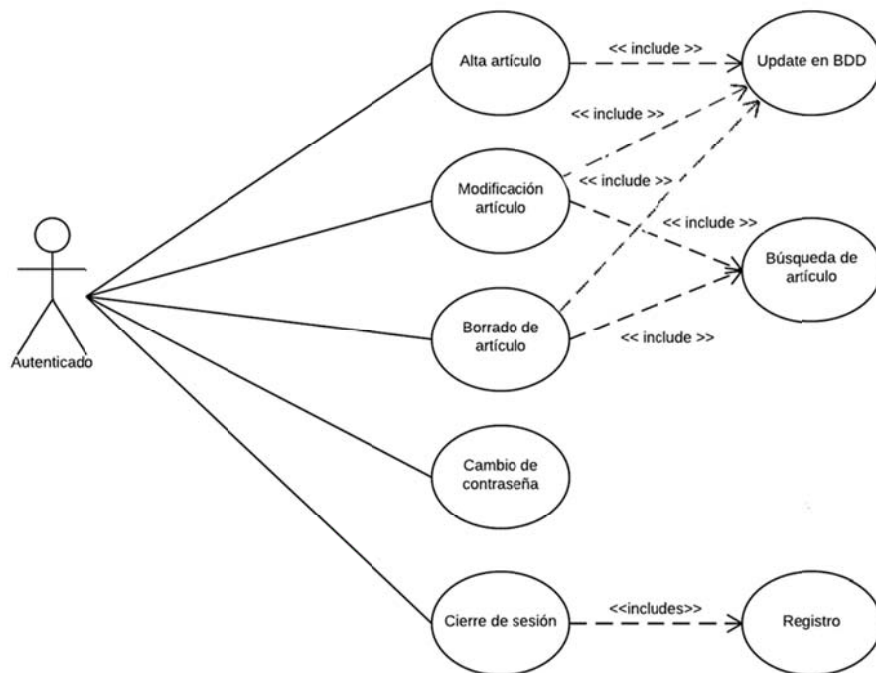 Alta artículo
<< include >>
Update en BDD
<< include >>
Modificación
artículo
<< include >>
<< include >>
Búsqueda de
artículo
Autenticado
Borrado de
artículo
<< include >>
Cambio de
contraseña
Cierre de sesión
<<includes>>
Registro